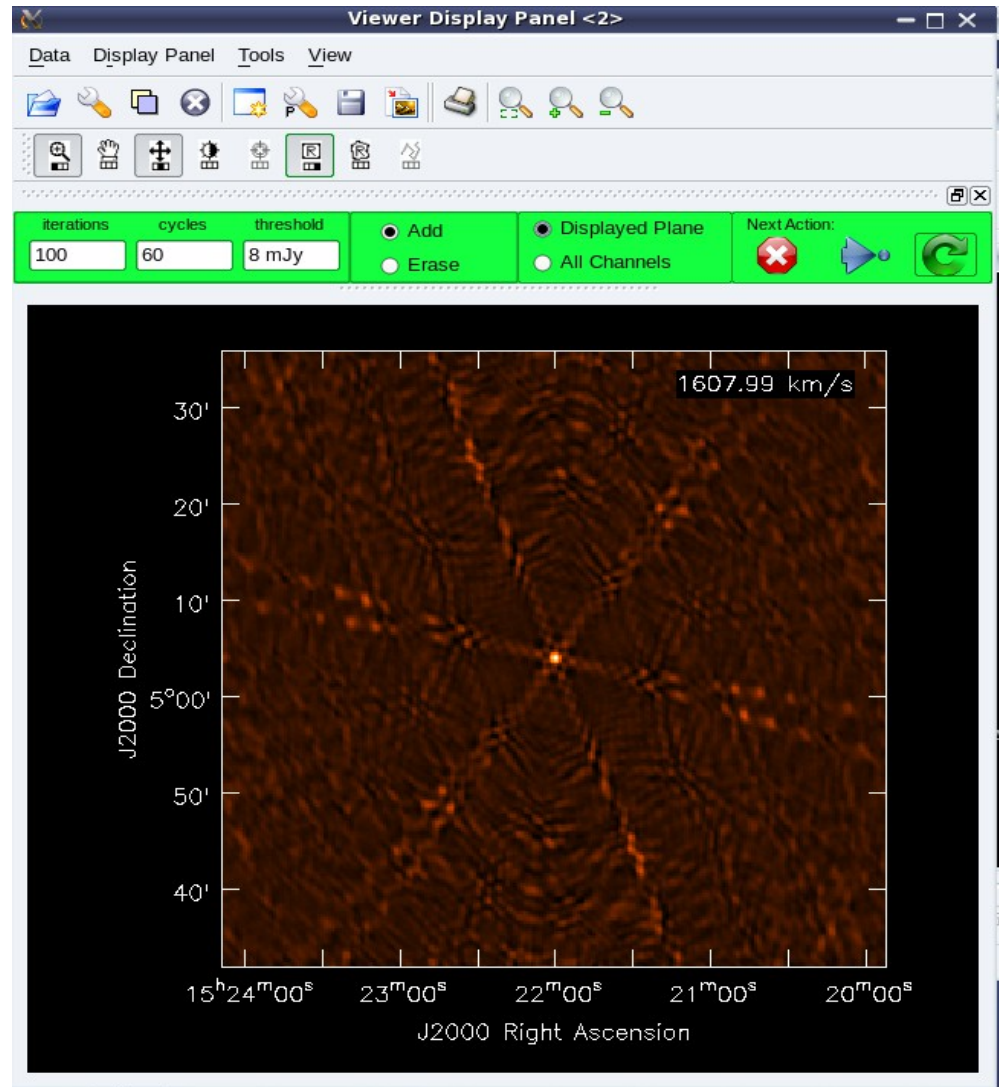 Viewer Display Panel <2>
Data Display Panel Tools View
P
R R
iterations cycles threshold Add Displayed Plane Next Action:
100 60 8 mJy Erase All Channels
1607.99 km/s
30'
20'
10'
5°00'
50'
40'
J2000 Declination
15ʰ24ᵐ00ˢ 23ᵐ00ˢ 22ᵐ00ˢ 21ᵐ00ˢ 20ᵐ00ˢ
J2000 Right Ascension